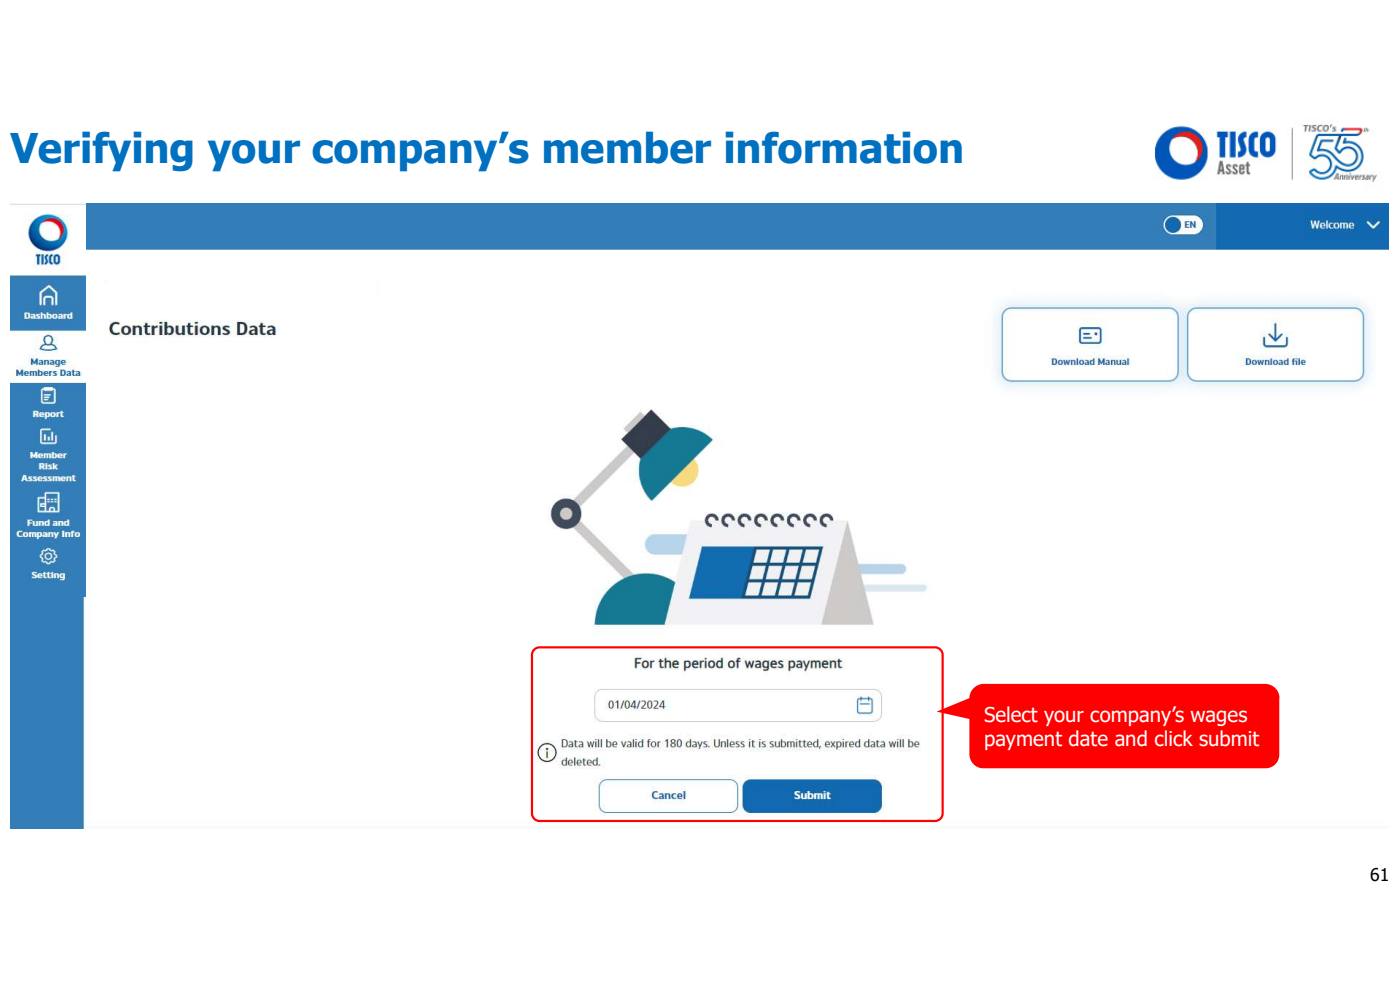 Verifying your company’s member information
TISCO
Asset
TISCO's
55th
Anniversary
TISCO
EN
Welcome
Dashboard
Manage
Members Data
Report
Member
Risk
Assessment
Fund and
Company Info
Setting
Contributions Data
Download Manual
Download file
For the period of wages payment
01/04/2024
Data will be valid for 180 days. Unless it is submitted, expired data will be
deleted.
Cancel
Submit
Select your company’s wages
payment date and click submit
61